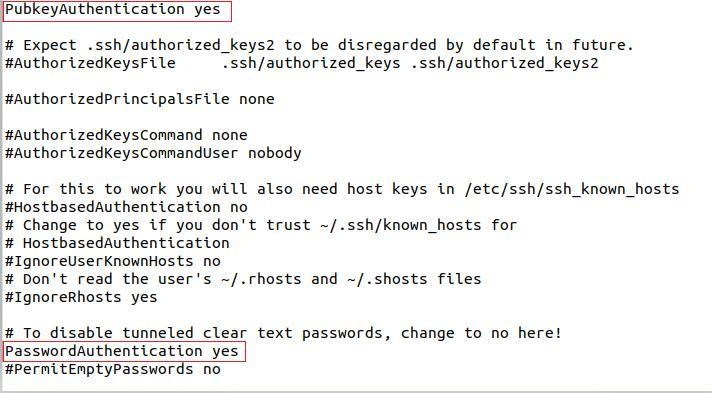 PubkeyAuthentication yes
# Expect .ssh/authorized_keys2 to be disregarded by default in future.
#AuthorizedKeysFile     .ssh/authorized_keys .ssh/authorized_keys2
#AuthorizedPrincipalsFile none
#AuthorizedKeysCommand none
#AuthorizedKeysCommandUser nobody
# For this to work you will also need host keys in /etc/ssh/ssh_known_hosts
#HostbasedAuthentication no
# Change to yes if you don't trust ~/.ssh/known_hosts for
# HostbasedAuthentication
#IgnoreUserKnownHosts no
# Don't read the user's ~/.rhosts and ~/.shosts files
#IgnoreRhosts yes
# To disable tunneled clear text passwords, change to no here!
PasswordAuthentication yes
#PermitEmptyPasswords no